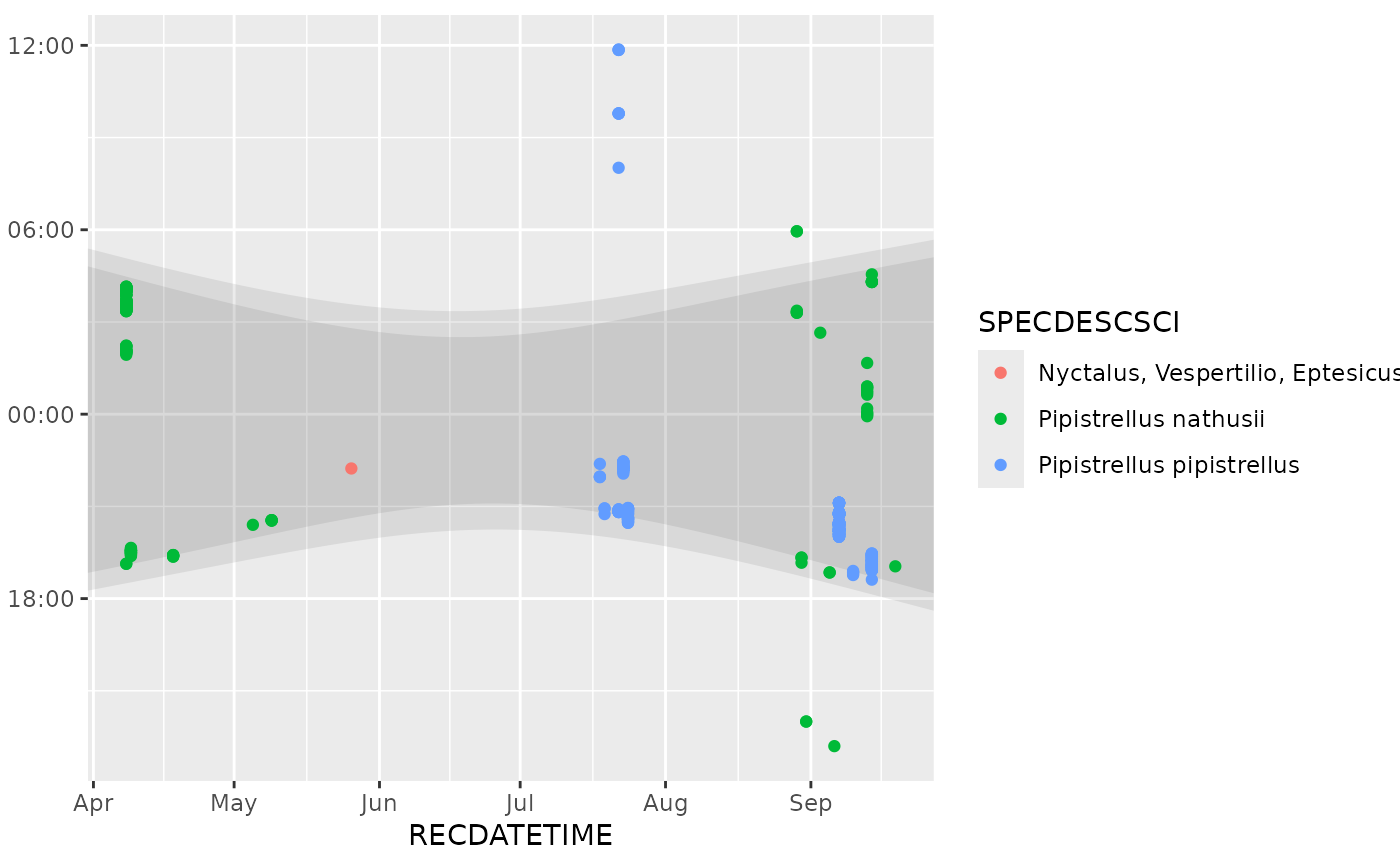 12:00
06:00
00:00
18:00
Apr May Jun Jul Aug Sep
RECDATETIME
SPECDESCSCI
Nyctalus, Vespertilio, Eptesicus
Pipistrellus nathusii
Pipistrellus pipistrellus